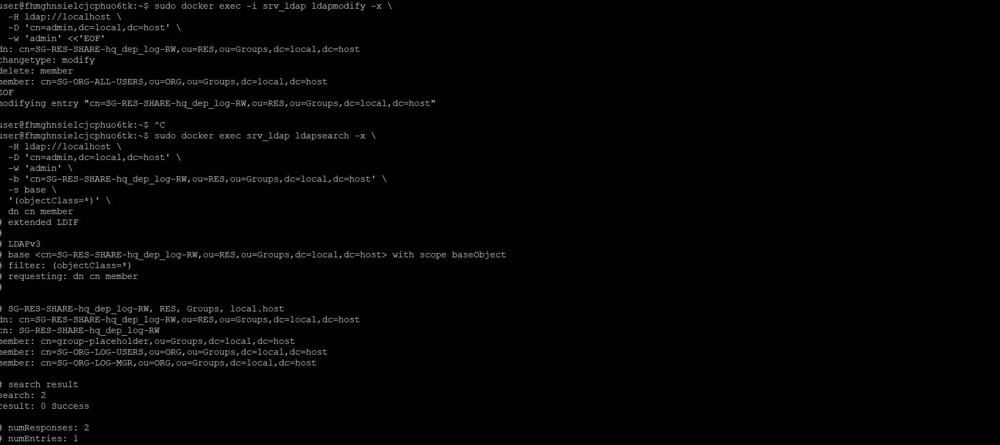 user@fhmghnsielcjcphuo6tk:~$ sudo docker exec -i srv_ldap ldapmodify -x \
  -H ldap://localhost \
  -D 'cn=admin,dc=local,dc=host' \
  -w 'admin' <<'EOF'
dn: cn=SG-RES-SHARE-hq_dep_log-RW,ou=RES,ou=Groups,dc=local,dc=host
changetype: modify
delete: member
member: cn=SG-ORG-ALL-USERS,ou=ORG,ou=Groups,dc=local,dc=host
EOF
modifying entry "cn=SG-RES-SHARE-hq_dep_log-RW,ou=RES,ou=Groups,dc=local,dc=host"

user@fhmghnsielcjcphuo6tk:~$ ^C
user@fhmghnsielcjcphuo6tk:~$ sudo docker exec srv_ldap ldapsearch -x \
  -H ldap://localhost \
  -D 'cn=admin,dc=local,dc=host' \
  -w 'admin' \
  -b 'cn=SG-RES-SHARE-hq_dep_log-RW,ou=RES,ou=Groups,dc=local,dc=host' \
  -s base \
  '(objectClass=*)' \
  dn cn member
# extended LDIF
#
# LDAPv3
# base <cn=SG-RES-SHARE-hq_dep_log-RW,ou=RES,ou=Groups,dc=local,dc=host> with scope baseObject
# filter: (objectClass=*)
# requesting: dn cn member
#

# SG-RES-SHARE-hq_dep_log-RW, RES, Groups, local.host
dn: cn=SG-RES-SHARE-hq_dep_log-RW,ou=RES,ou=Groups,dc=local,dc=host
cn: SG-RES-SHARE-hq_dep_log-RW
member: cn=group-placeholder,ou=Groups,dc=local,dc=host
member: cn=SG-ORG-LOG-USERS,ou=ORG,ou=Groups,dc=local,dc=host
member: cn=SG-ORG-LOG-MGR,ou=ORG,ou=Groups,dc=local,dc=host

# search result
search: 2
result: 0 Success

# numResponses: 2
# numEntries: 1